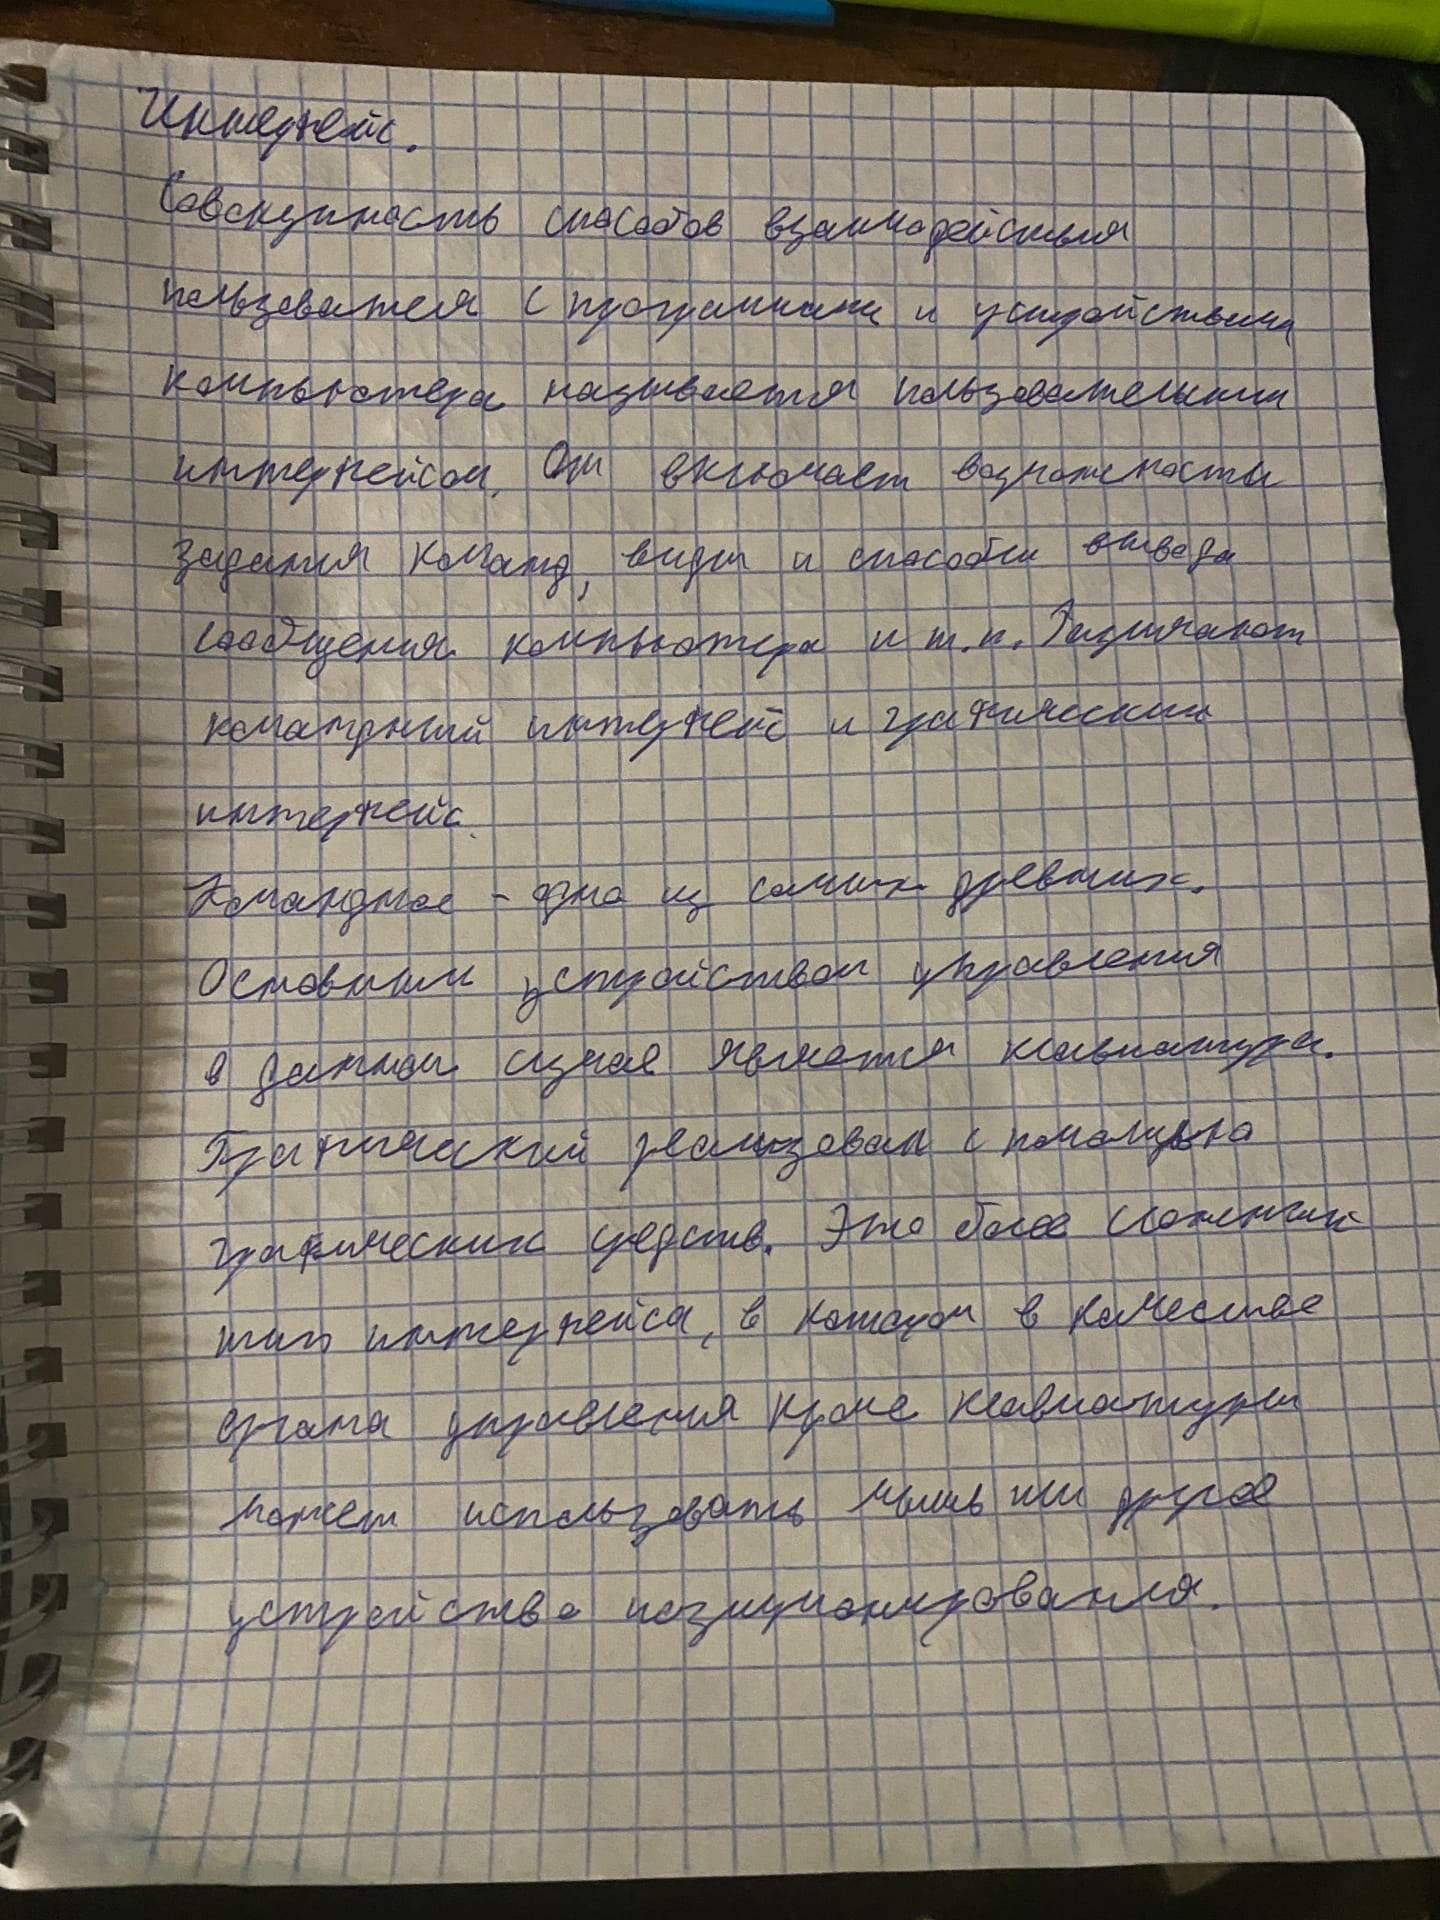 Интерфейс.
Совокупность способов взаимодействия
пользователя с программами и устройствами
компьютера называется пользовательским
интерфейсом. Он включает возможности
задания команд, виды и способы вывода
сообщения компьютера и т.п. Различают
командный интерфейс и графический
интерфейс.
Командное - одно из самых древних.
Основным устройством управления
в данном случае является клавиатура.
Графический реализован с помощью
графических средств. Это более сложный
тип интерфейса, в котором в качестве
органа управления кроме клавиатуры
может использовать мышь или другое
устройство позиционирования.